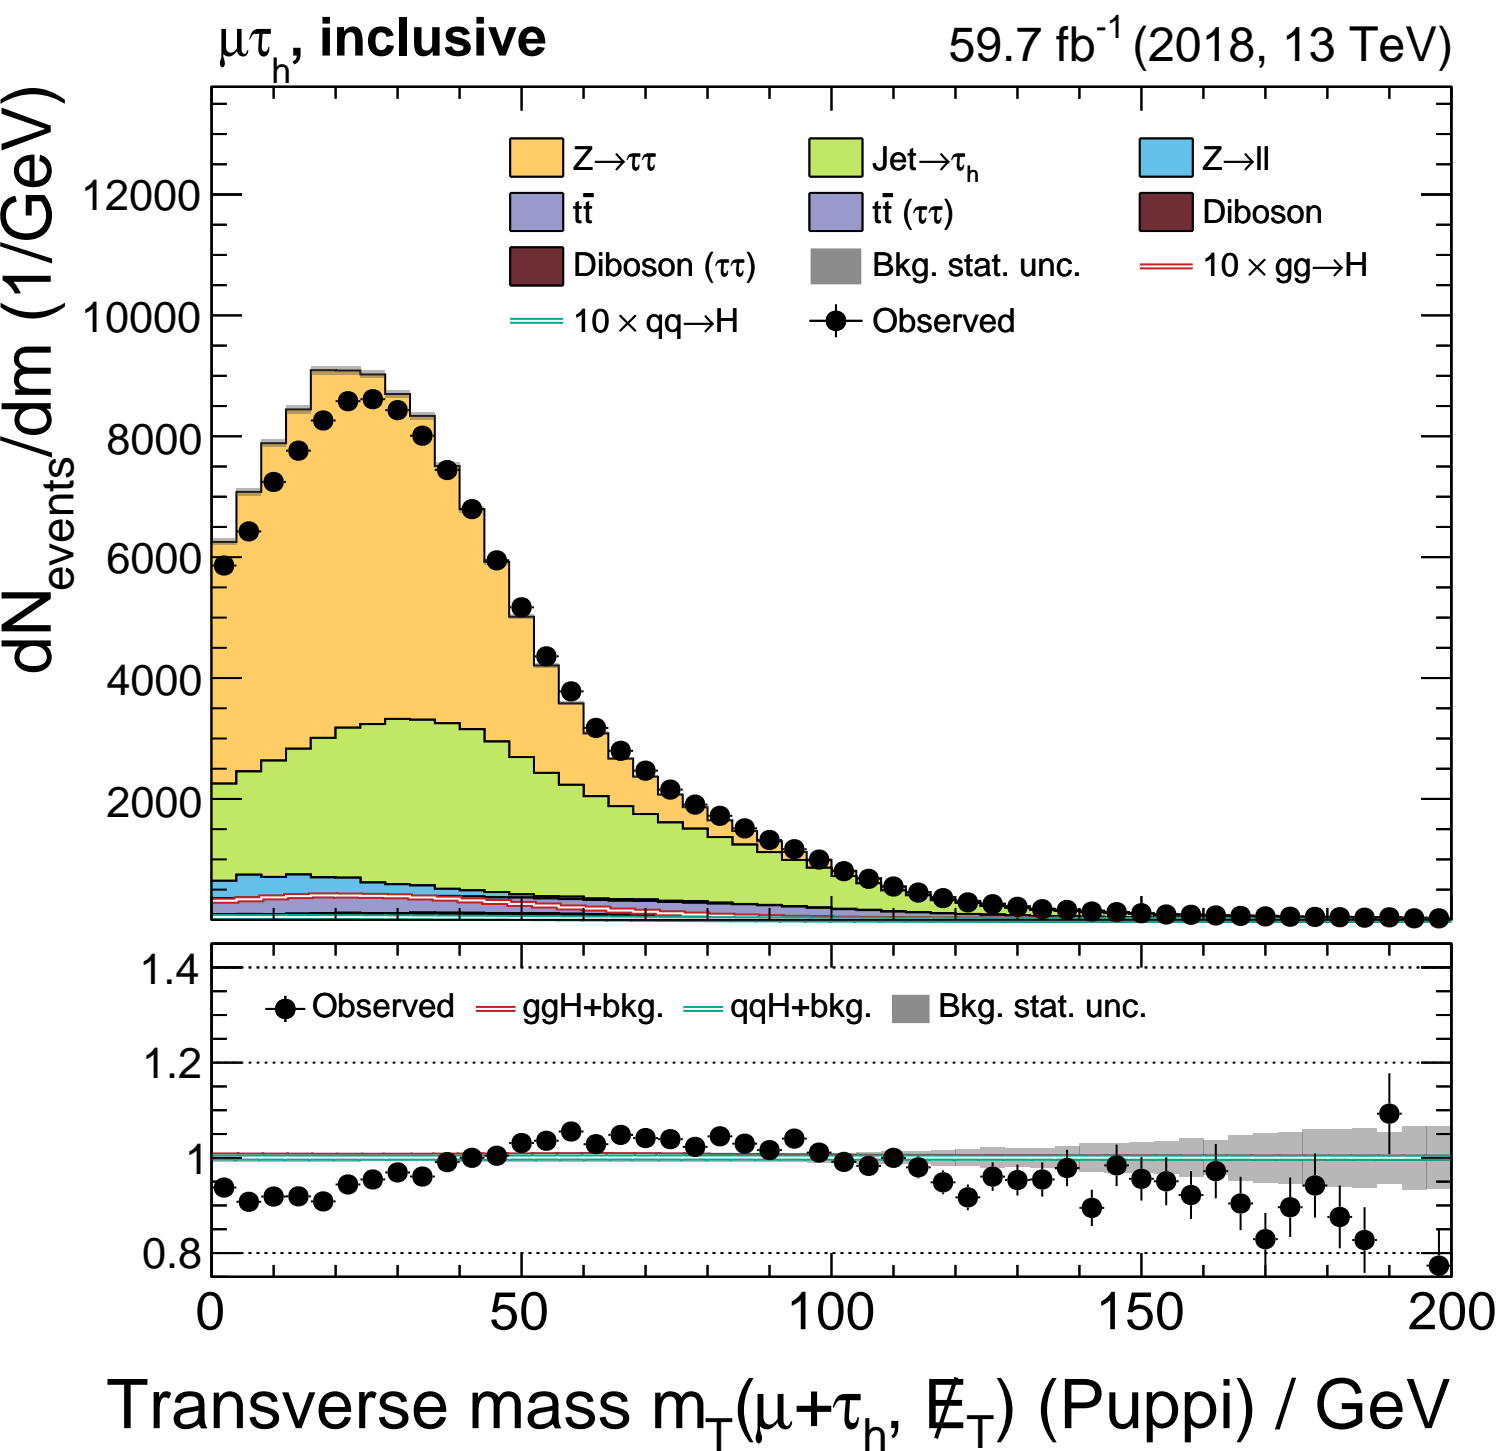 μτh, inclusive 59.7 fb-1 (2018, 13 TeV)
dNevents/dm (1/GeV)
Z→ττ Jet→τh Z→ll
tt̄ tt̄ (ττ) Diboson
Diboson (ττ) Bkg. stat. unc. 10 × gg→H
10 × qq→H Observed
12000
10000
8000
6000
4000
2000
1.4
Observed ggH+bkg. qqH+bkg. Bkg. stat. unc.
1.2
1
0.8
0 50 100 150 200
Transverse mass mT(μ+τh, E̸T) (Puppi) / GeV